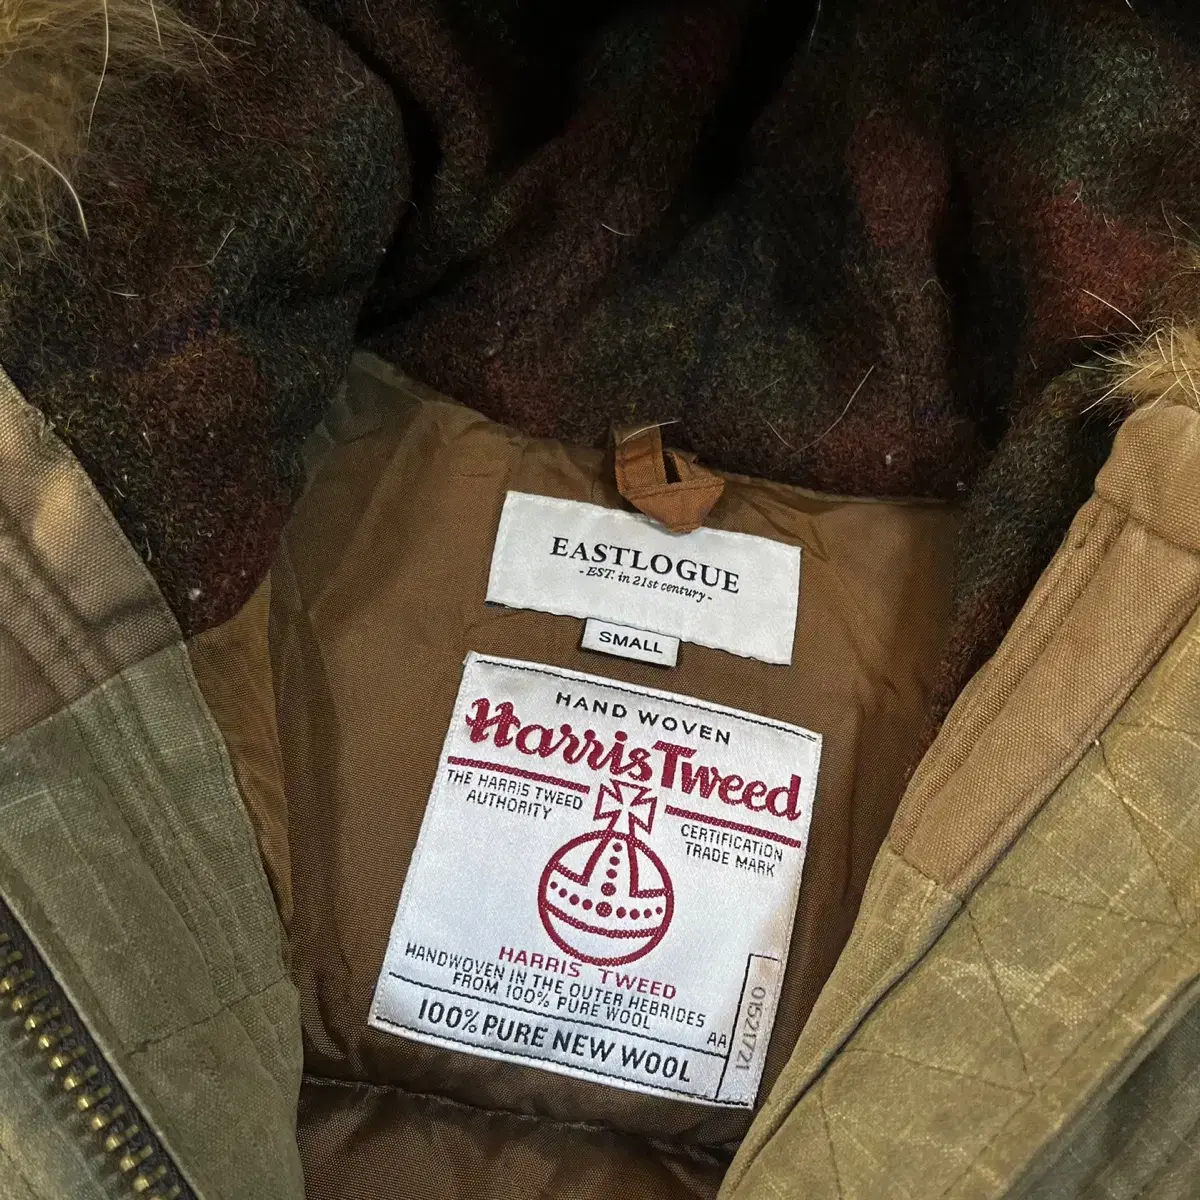 EASTLOGUE
-EST. in 21st century-
SMALL
HAND WOVEN
Harris Tweed
THE HARRIS TWEED
AUTHORITY
CERTIFICATION
TRADE MARK
HARRIS TWEED
HANDWOVEN IN THE OUTER HEBRIDES
FROM 100% PURE WOOL
100% PURE NEW WOOL
AA
01521721